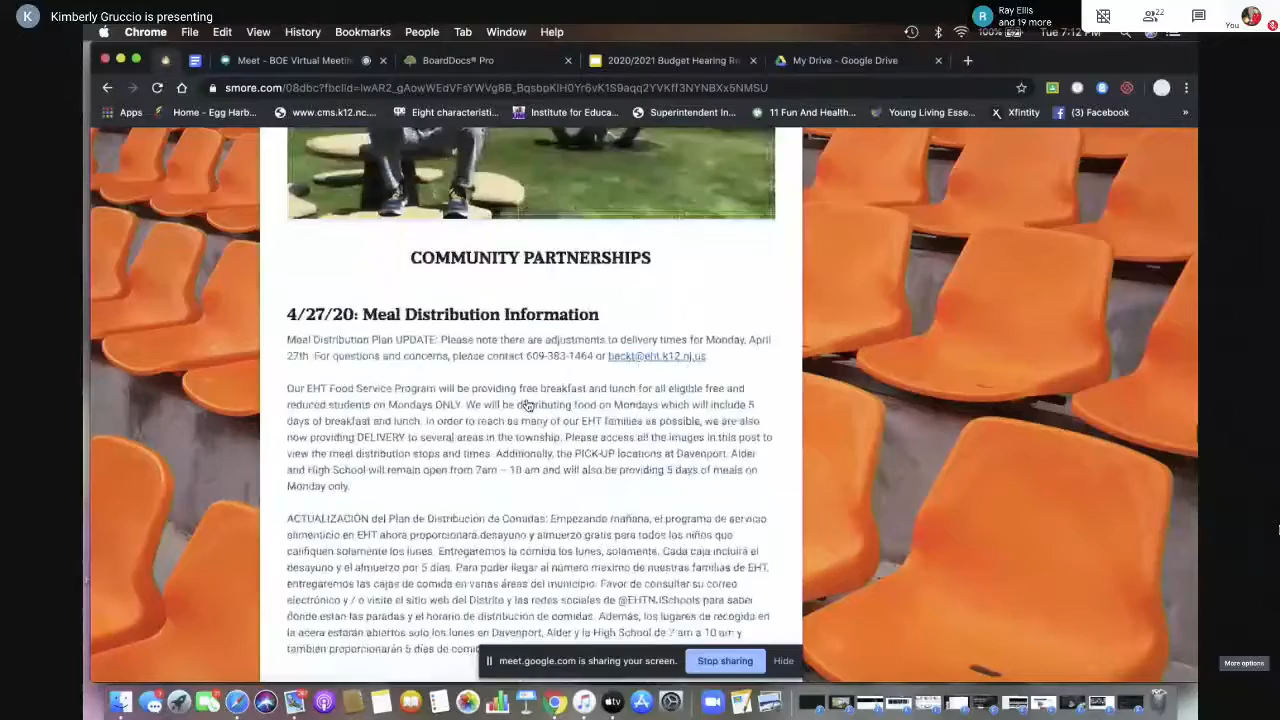 K Kimberly Gruccio is presenting
R Ray Ellis and 19 more
22
You
Chrome File Edit View History Bookmarks People Tab Window Help
100% Tue 7:12 PM
Meet - BOE Virtual Meetin
BoardDocs® Pro
2020/2021 Budget Hearing Re
My Drive - Google Drive
Apps
Home - Egg Harb...
www.cms.k12.nc....
Eight characteristi...
Institute for Educa...
Superintendent In...
11 Fun And Health...
Young Living Esse...
Xfinity
(3) Facebook
COMMUNITY PARTNERSHIPS
4/27/20: Meal Distribution Information
Meal Distribution Plan UPDATE: Please note there are adjustments to delivery times for Monday, April
27th. For questions and concerns, please contact 609-383-1464 or beckt@eht.k12.nj.us.
Our EHT Food Service Program will be providing free breakfast and lunch for all eligible free and
reduced students on Mondays ONLY. We will be distributing food on Mondays which will include 5
days of breakfast and lunch. In order to reach as many of our EHT families as possible, we are also
now providing DELIVERY to several areas in the township. Please access all the images in this post to
view the meal distribution stops and times. Additionally, the PICK-UP locations at Davenport, Alder
and High School will remain open from 7am – 10 am and will also be providing 5 days of meals on
Monday only.
ACTUALIZACIÓN del Plan de Distribución de Comidas: Empezando mañana, el programa de servicio
alimenticio en EHT ahora proporcionará desayuno y almuerzo gratis para todos los niños que
califiquen solamente los lunes. Entregaremos la comida los lunes, solamente. Cada caja incluirá el
desayuno y el almuerzo por 5 días. Para poder llegar al número máximo de nuestras familias de EHT,
entregaremos las cajas de comida en varias áreas del municipio. Favor de consultar su correo
electrónico y / o visite el sitio web del Distrito y las redes sociales de @EHTNJSchools para saber
donde estan las paradas y el horario de distribución de comidas. Además, los lugares de recogida en
la acera estarán abiertos solo los lunes en Davenport, Alder y la High School de 7 am a 10 am y
también proporcionarán 5 días de
meet.google.com is sharing your screen. Stop sharing Hide
More options